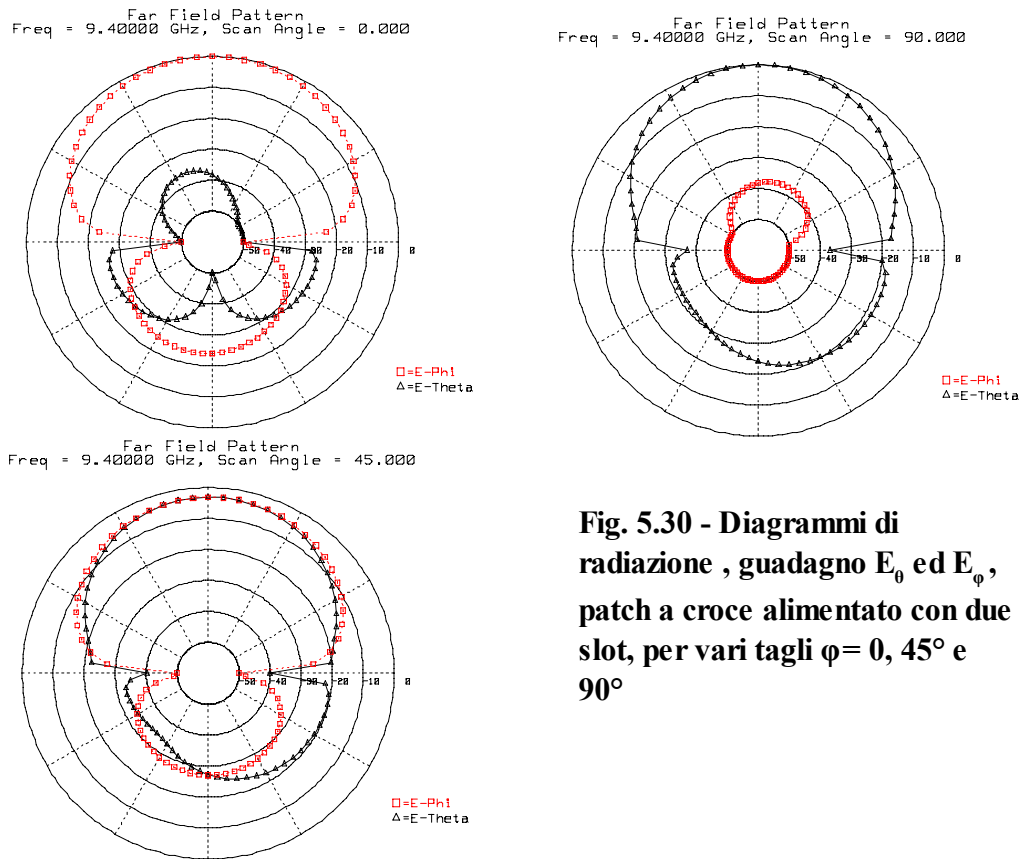 Far Field Pattern
Freq = 9.40000 GHz, Scan Angle = 0.000
-50 -40 -30 -20 -10 0
□=E-Phi
△=E-Theta
Far Field Pattern
Freq = 9.40000 GHz, Scan Angle = 90.000
-50 -40 -30 -20 -10 0
□=E-Phi
△=E-Theta
Far Field Pattern
Freq = 9.40000 GHz, Scan Angle = 45.000
-50 -40 -30 -20 -10 0
□=E-Phi
△=E-Theta
Fig. 5.30 - Diagrammi di
radiazione , guadagno Eθ ed Eφ ,
patch a croce alimentato con due
slot, per vari tagli φ= 0, 45° e
90°